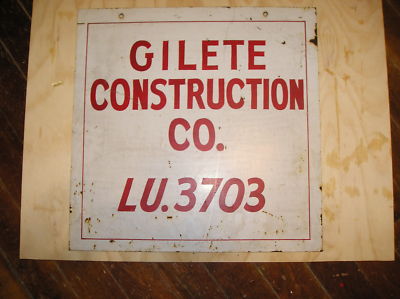 GILETE
CONSTRUCTION
CO.
LU.3703